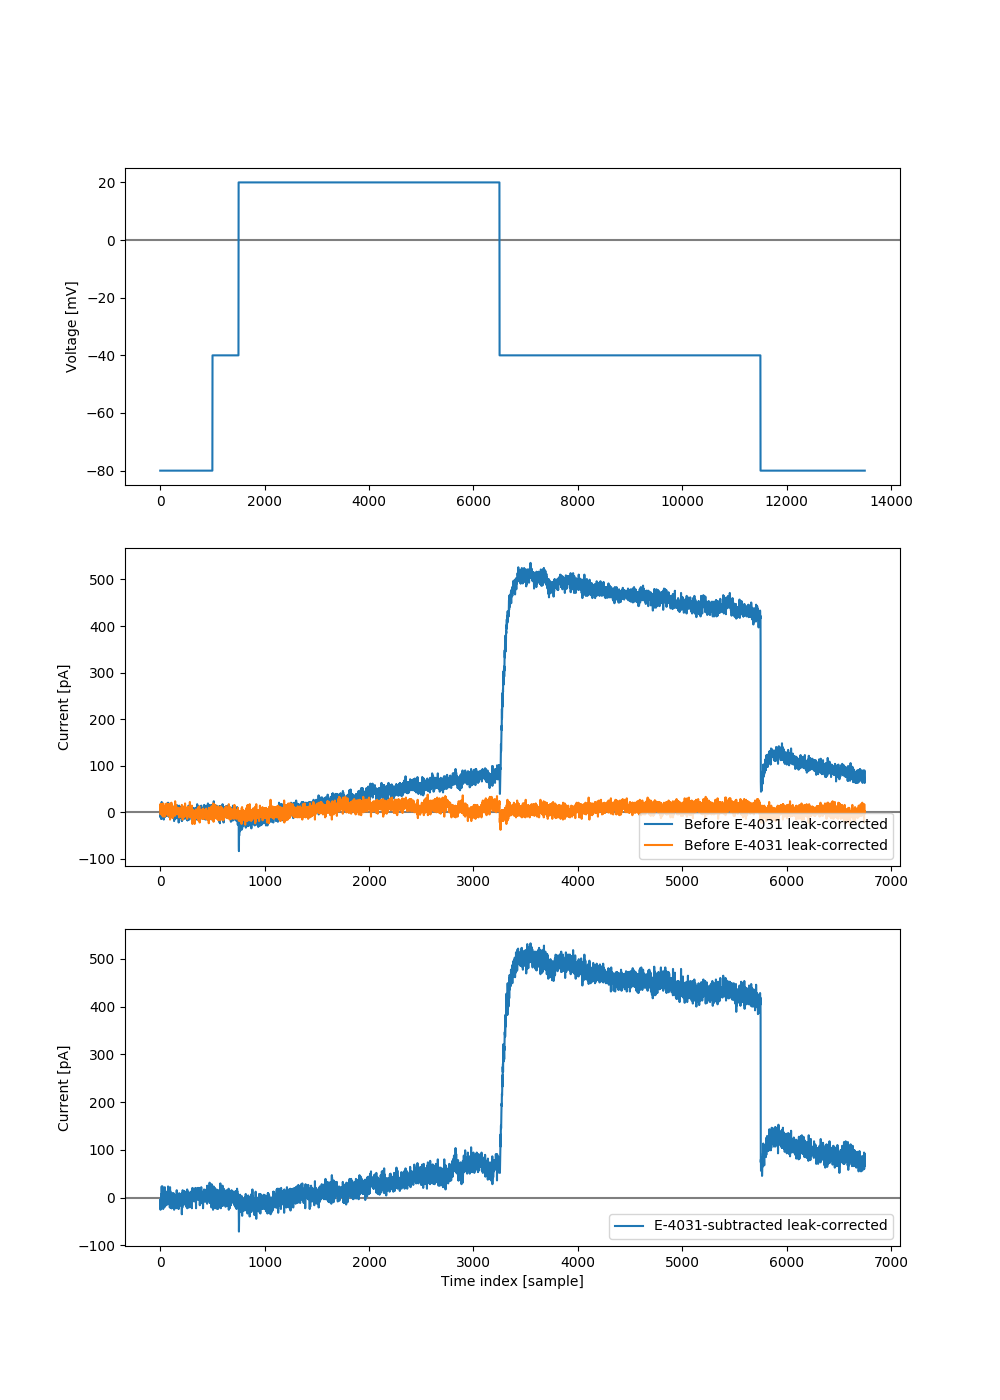 20
0
−20
−40
−60
−80
Voltage [mV]
0 2000 4000 6000 8000 10000 12000 14000
500
400
300
200
100
0
−100
Current [pA]
Before E-4031 leak-corrected
Before E-4031 leak-corrected
0 1000 2000 3000 4000 5000 6000 7000
500
400
300
200
100
0
−100
Current [pA]
E-4031-subtracted leak-corrected
0 1000 2000 3000 4000 5000 6000 7000
Time index [sample]